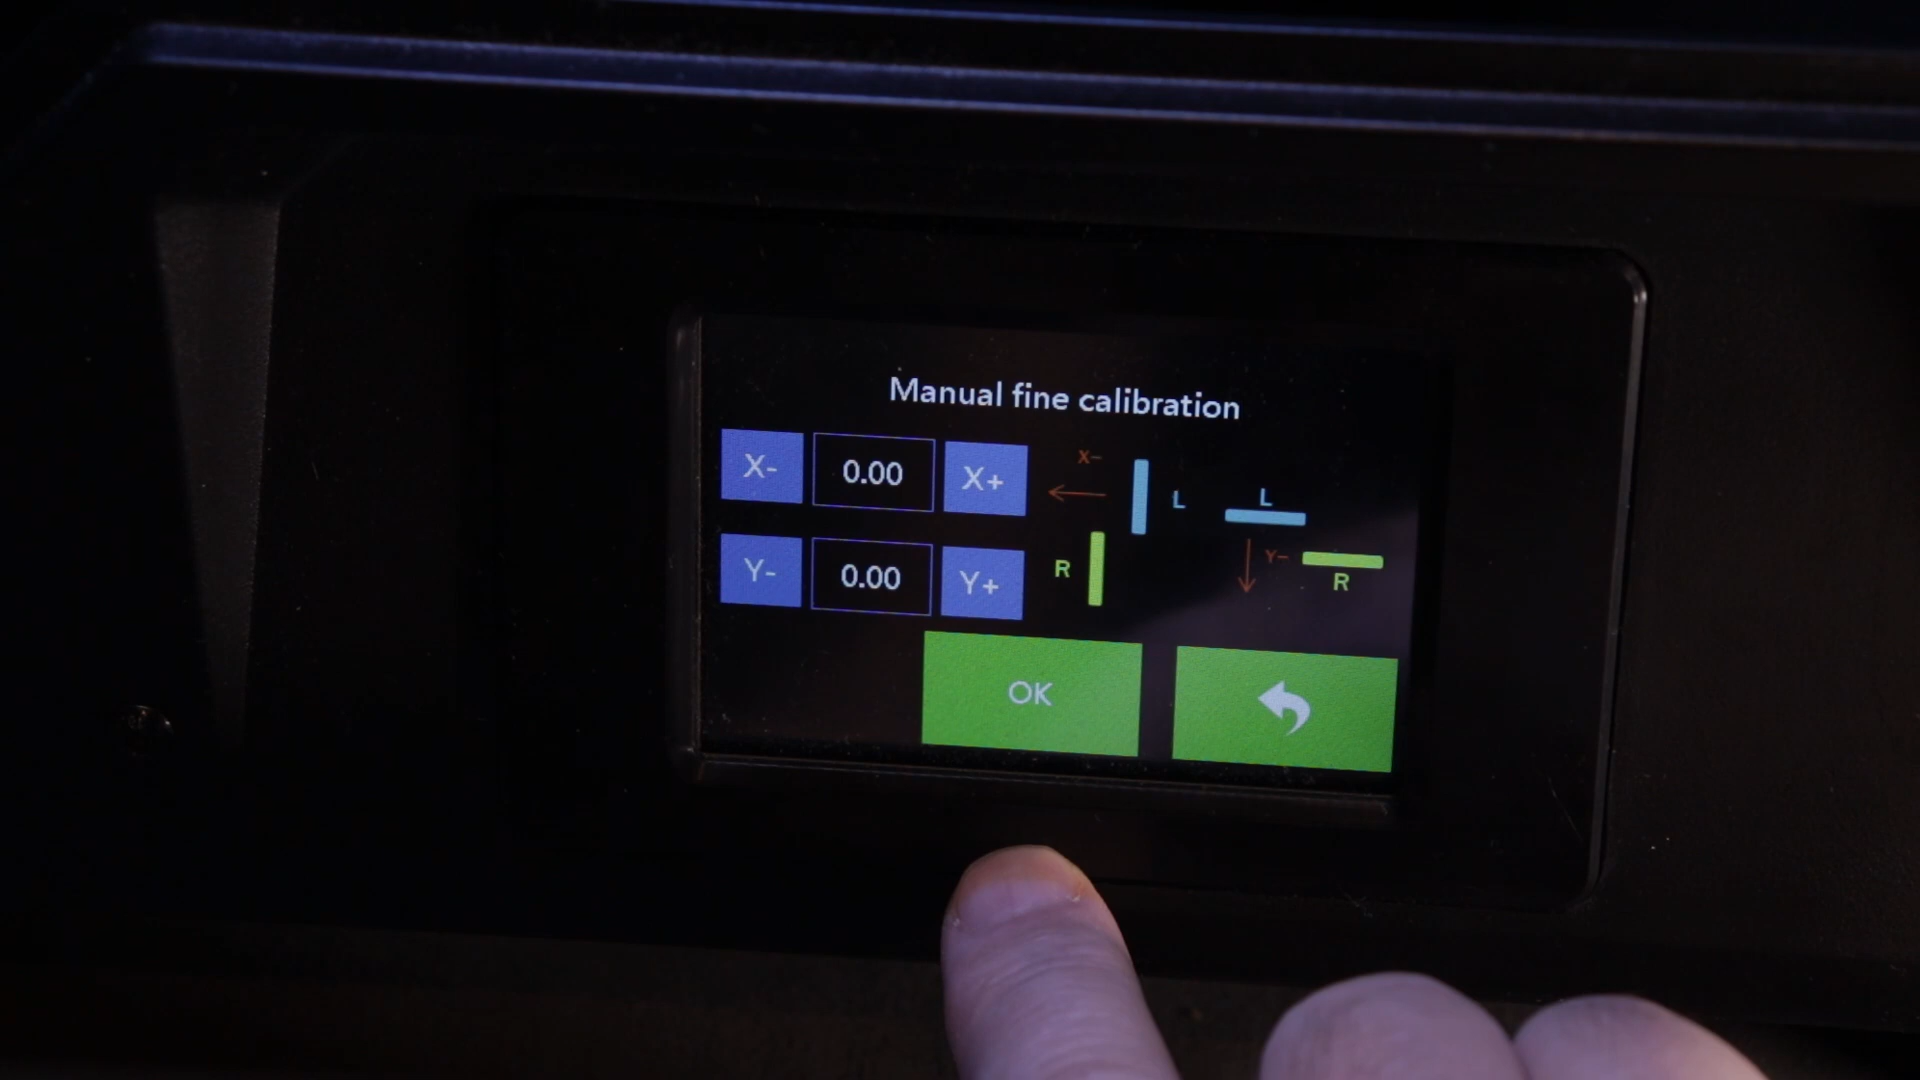 Manual fine calibration
X- 0.00 X+
X- L L
Y- 0.00 Y+
R Y- R
OK